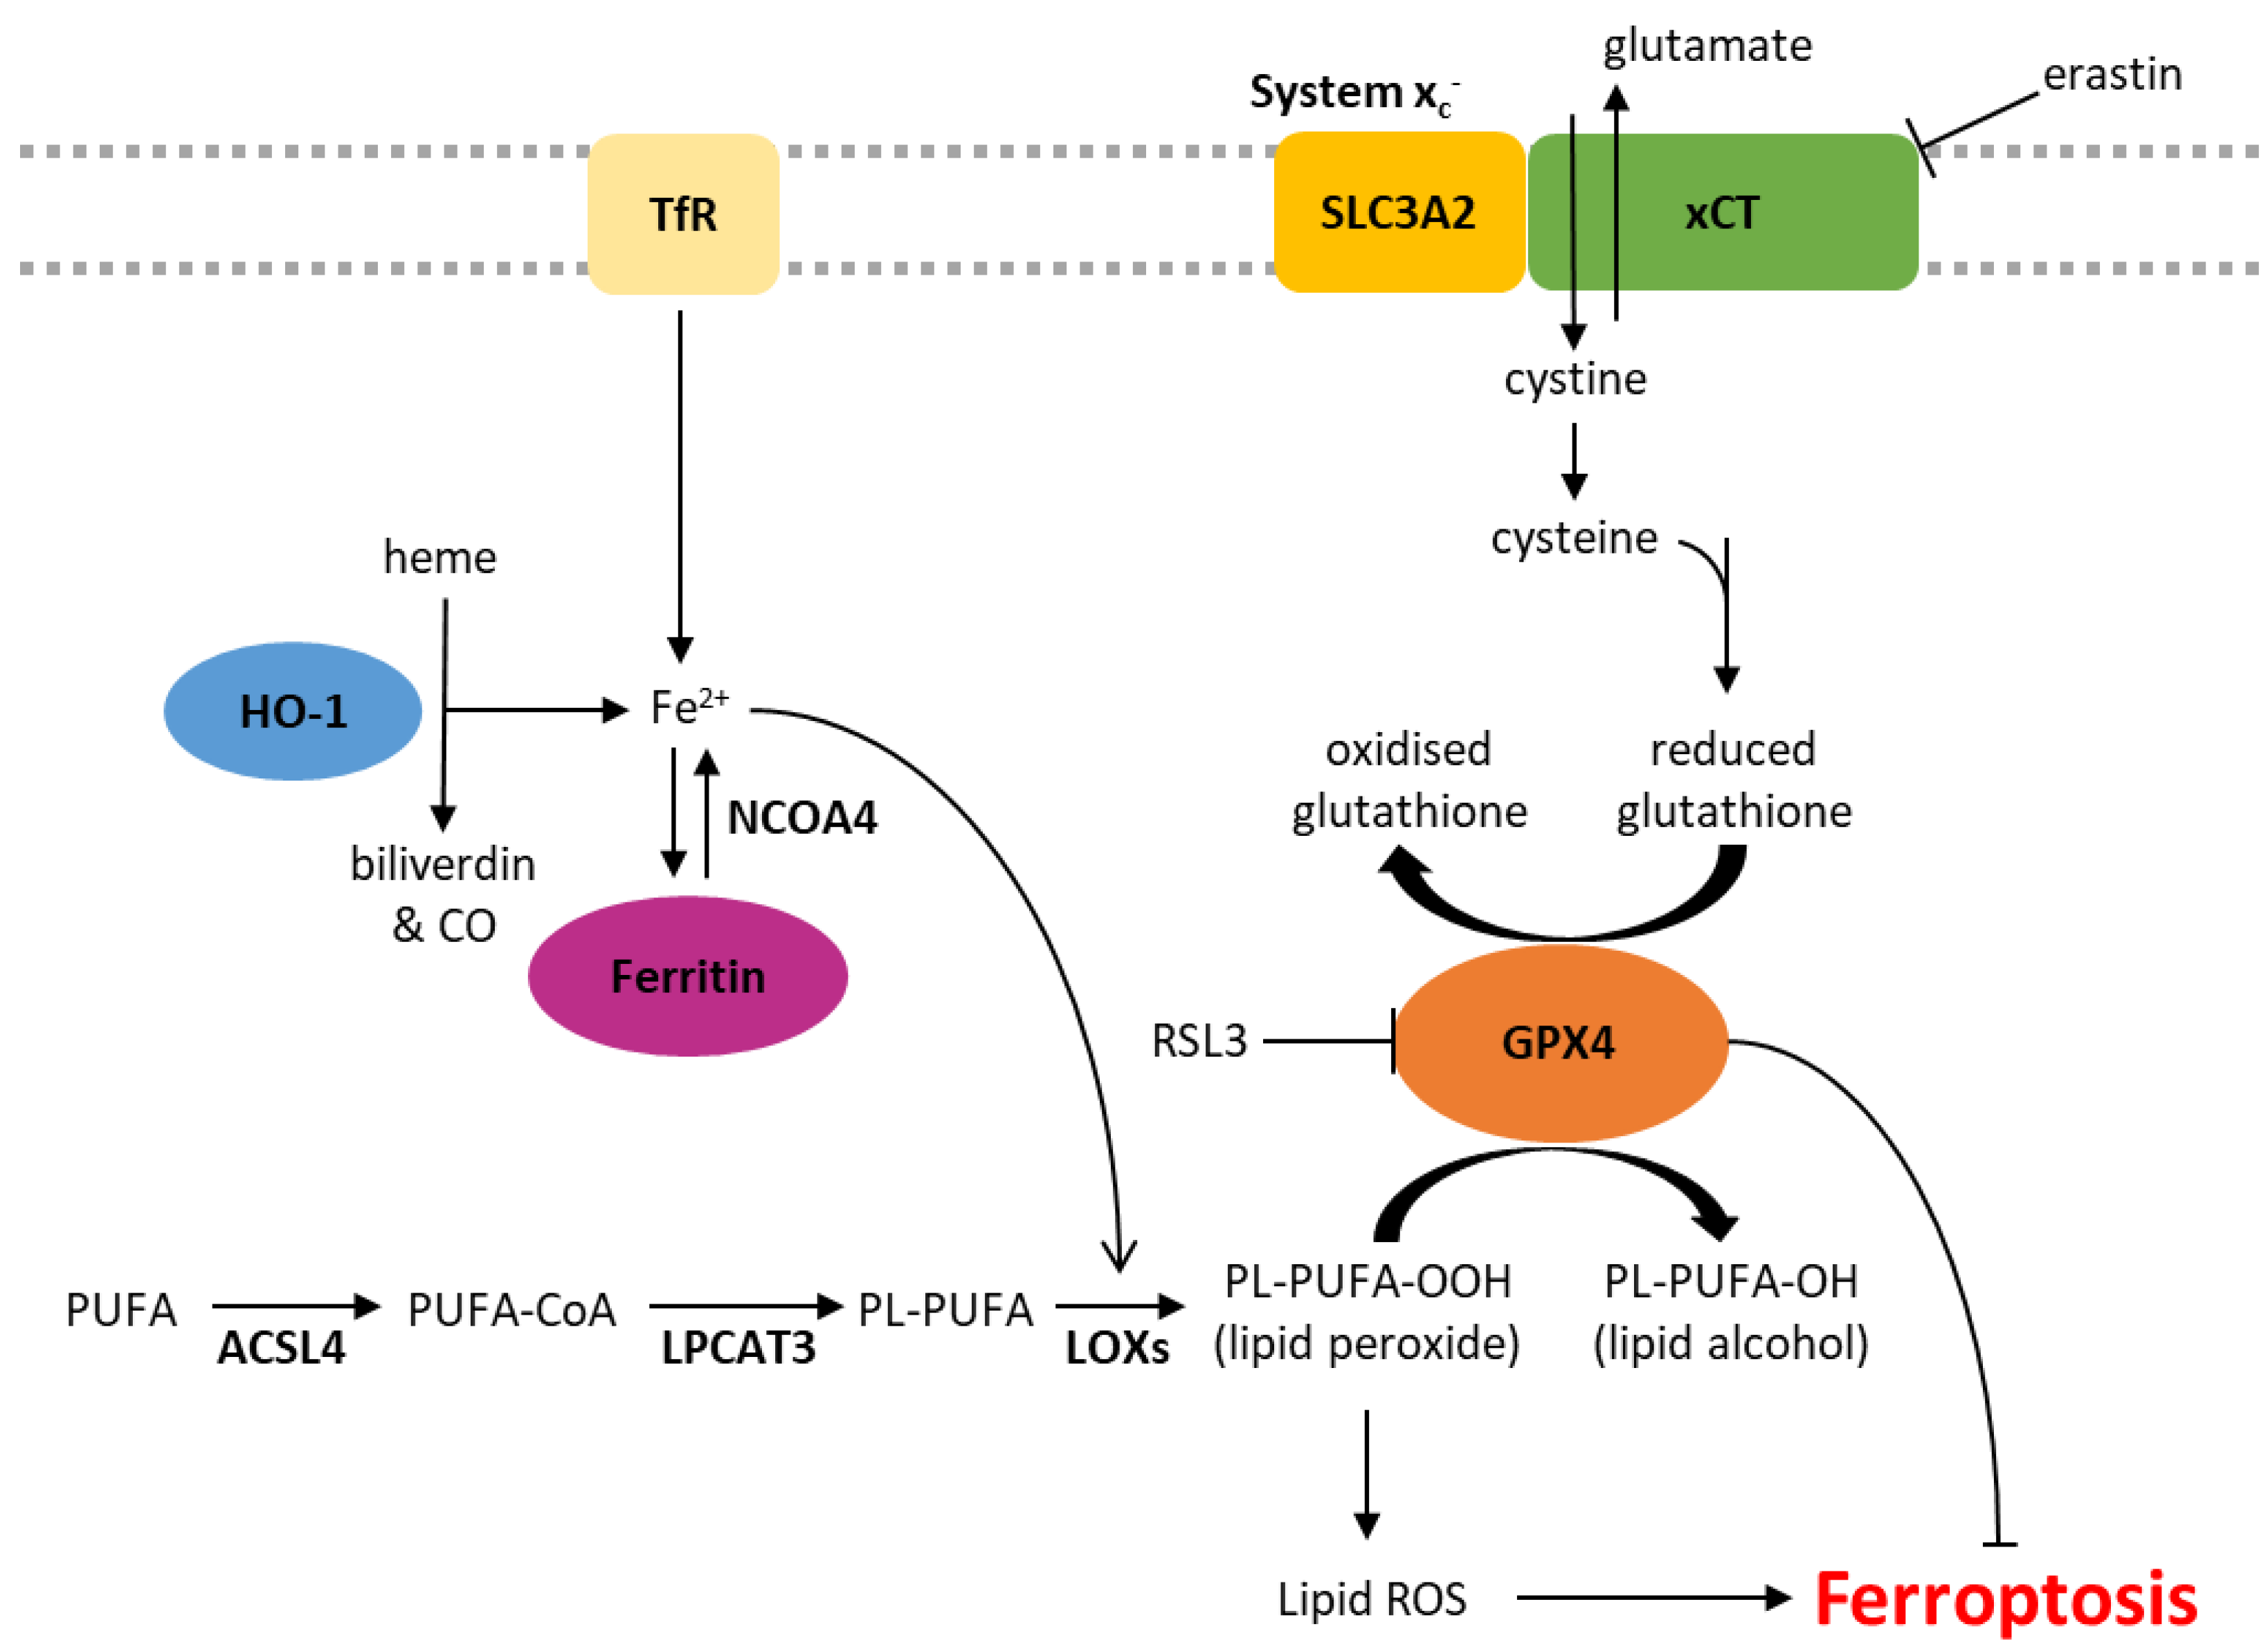 glutamate
erastin
System xc-
TfR
SLC3A2
xCT
cystine
cysteine
heme
HO-1
Fe2+
oxidised
glutathione
reduced
glutathione
NCOA4
biliverdin
& CO
Ferritin
RSL3
GPX4
PUFA
ACSL4
PUFA-CoA
LPCAT3
PL-PUFA
LOXs
PL-PUFA-OOH
(lipid peroxide)
PL-PUFA-OH
(lipid alcohol)
Lipid ROS
Ferroptosis